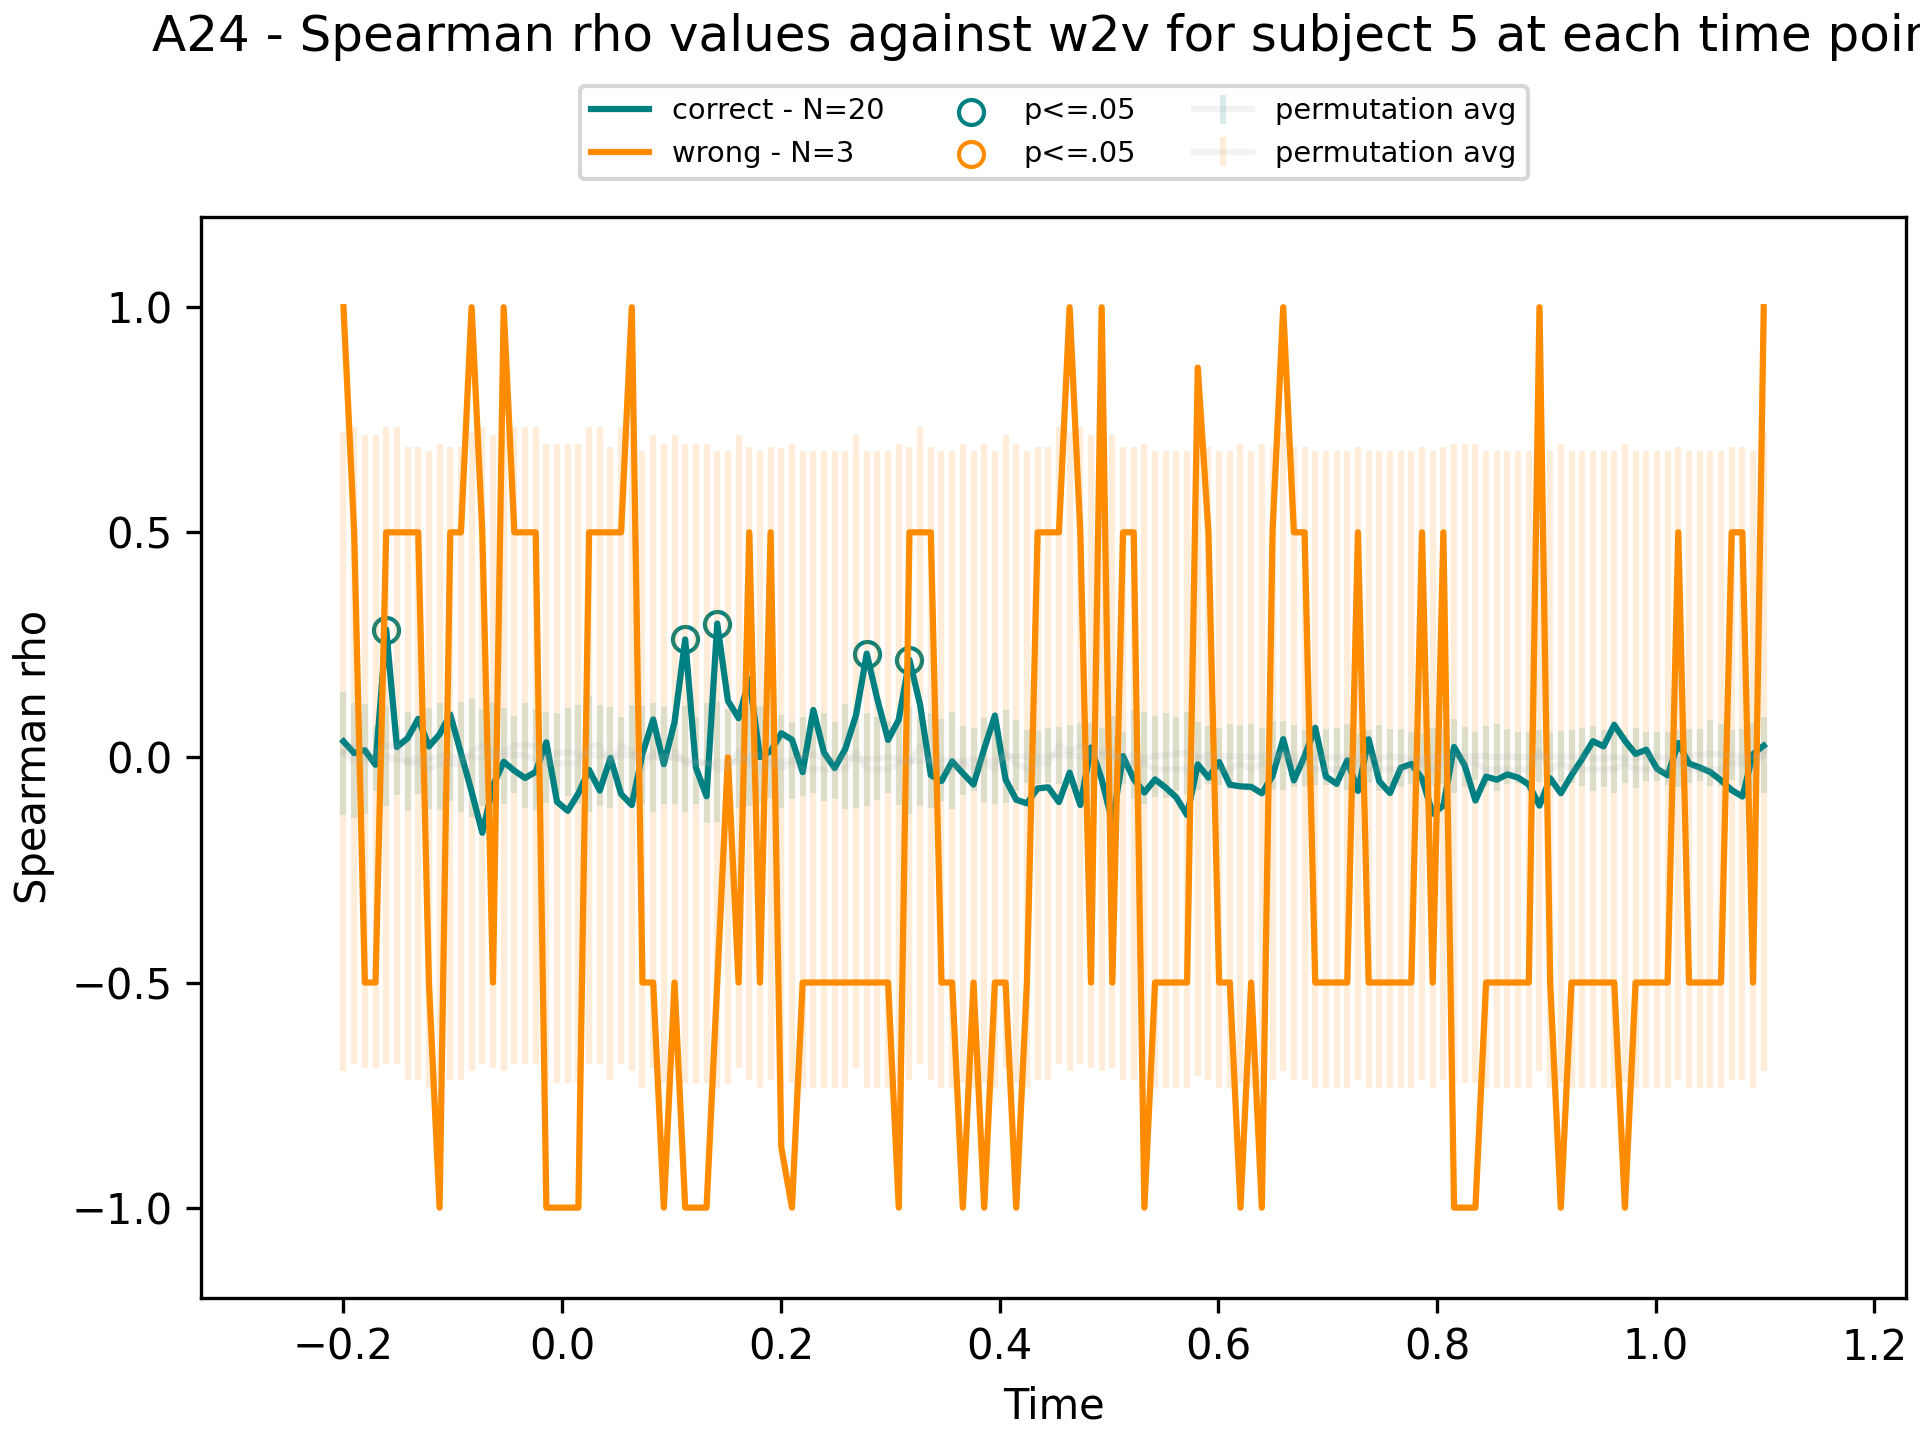 A24 - Spearman rho values against w2v for subject 5 at each time poin
correct - N=20 p<=.05 permutation avg
wrong - N=3 p<=.05 permutation avg
1.0
0.5
0.0
−0.5
−1.0
Spearman rho
−0.2 0.0 0.2 0.4 0.6 0.8 1.0 1.2
Time